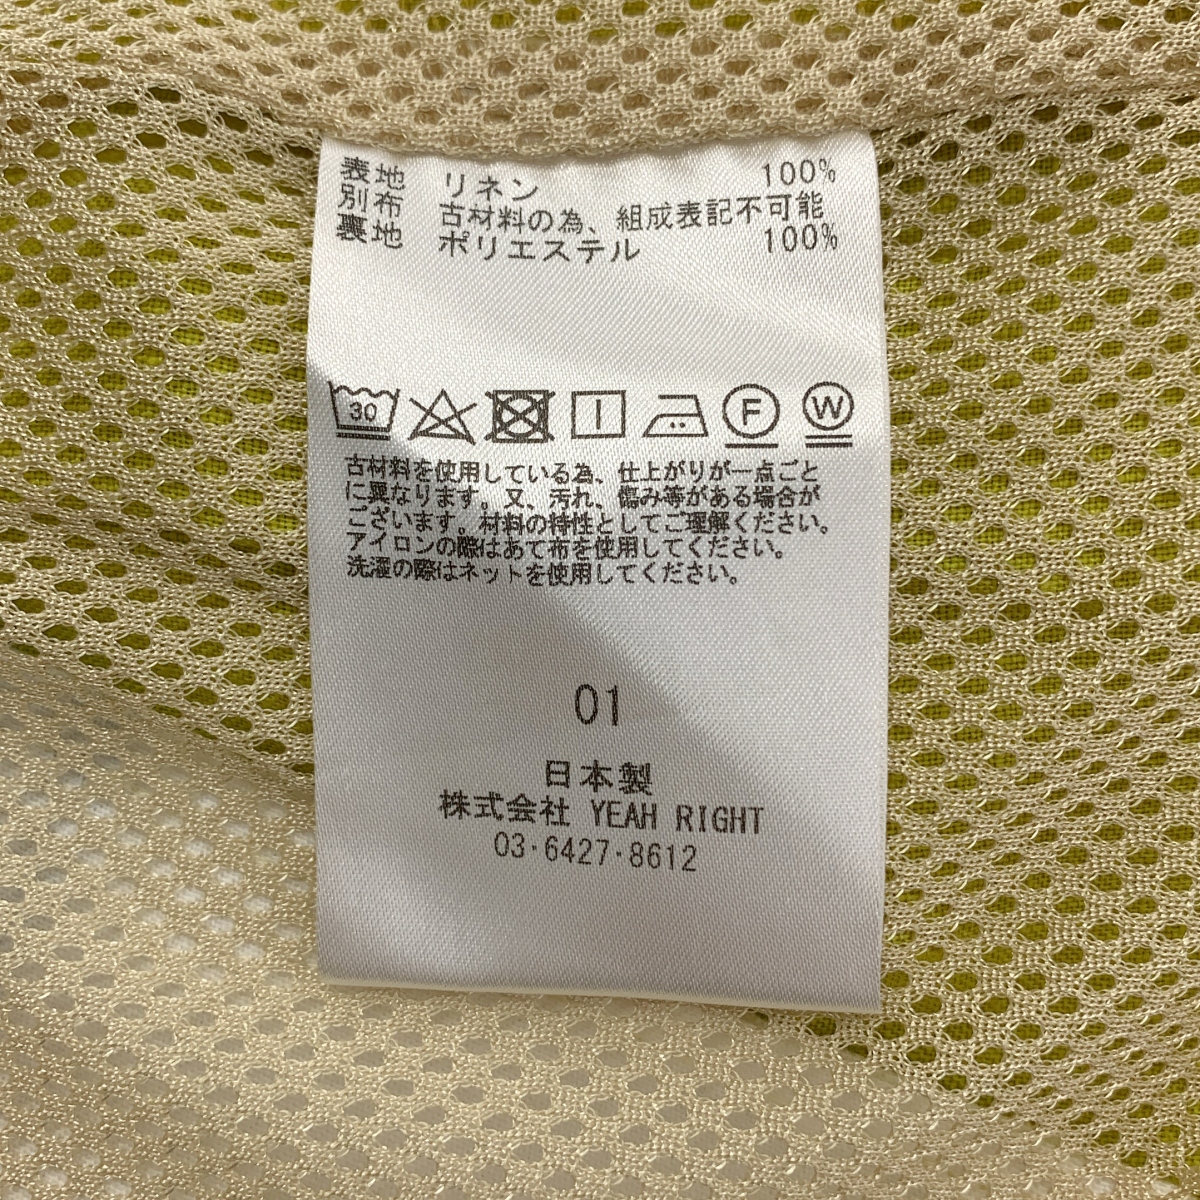 表地 リネン 100%
別布 古材料の為、組成表記不可能
裏地 ポリエステル 100%
30 F W
古材料を使用している為、仕上がりが一点ごと
に異なります。又、汚れ、傷み等がある場合が
ございます。材料の特性としてご理解ください。
アイロンの際はあて布を使用してください。
洗濯の際はネットを使用してください。
01
日本製
株式会社 YEAH RIGHT
03·6427·8612